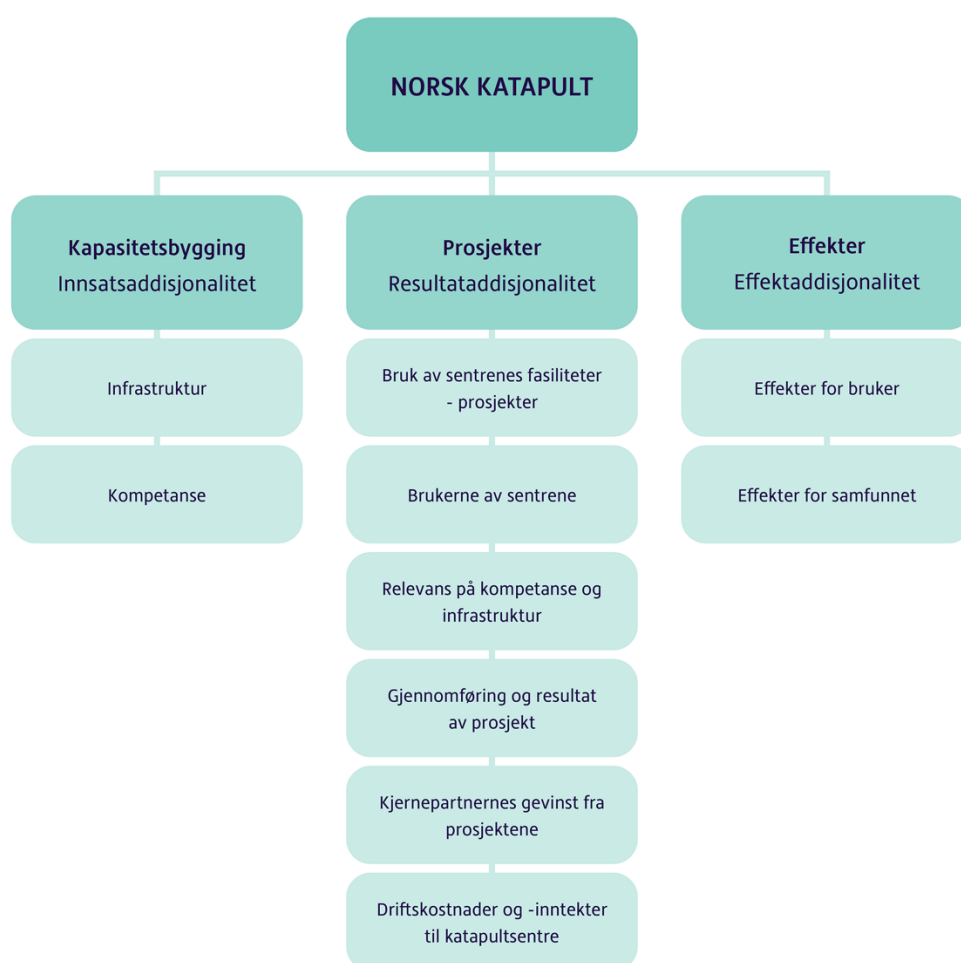 NORSK KATAPULT
Kapasitetsbygging
Innsatsaddisjonalitet
Infrastruktur
Kompetanse
Prosjekter
Resultataddisjonalitet
Bruk av sentrenes fasiliteter
- prosjekter
Brukerne av sentrene
Relevans på kompetanse og
infrastruktur
Gjennomføring og resultat
av prosjekt
Kjernepartnernes gevinst fra
prosjektene
Driftskostnader og -inntekter
til katapultsentre
Effekter
Effektaddisjonalitet
Effekter for bruker
Effekter for samfunnet